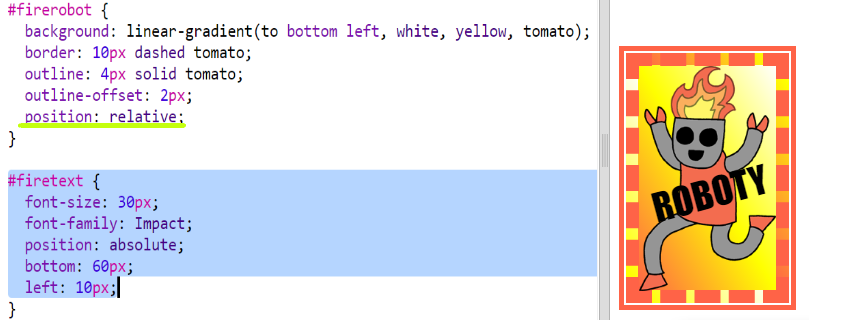 #firerobot {
background: linear-gradient(to bottom left, white, yellow, tomato);
border: 10px dashed tomato;
outline: 4px solid tomato;
outline-offset: 2px;
position: relative;
}
#firetext {
font-size: 30px;
font-family: Impact;
position: absolute;
bottom: 60px;
left: 10px;
}
ROBOTY